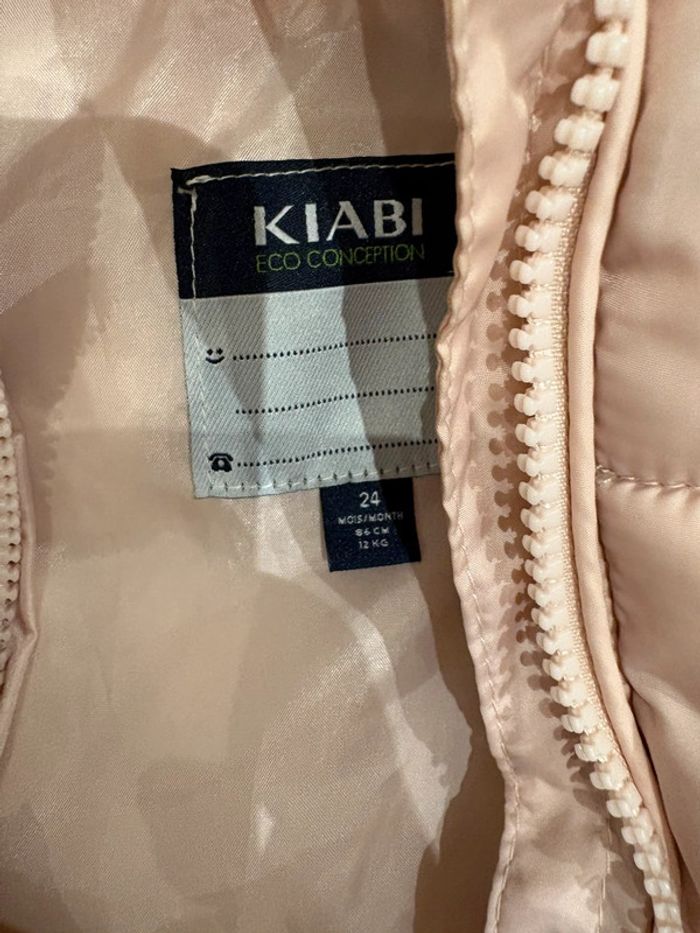 KIABI
ECO CONCEPTION
24
MOIS/MONTH
86 CM
12 KG